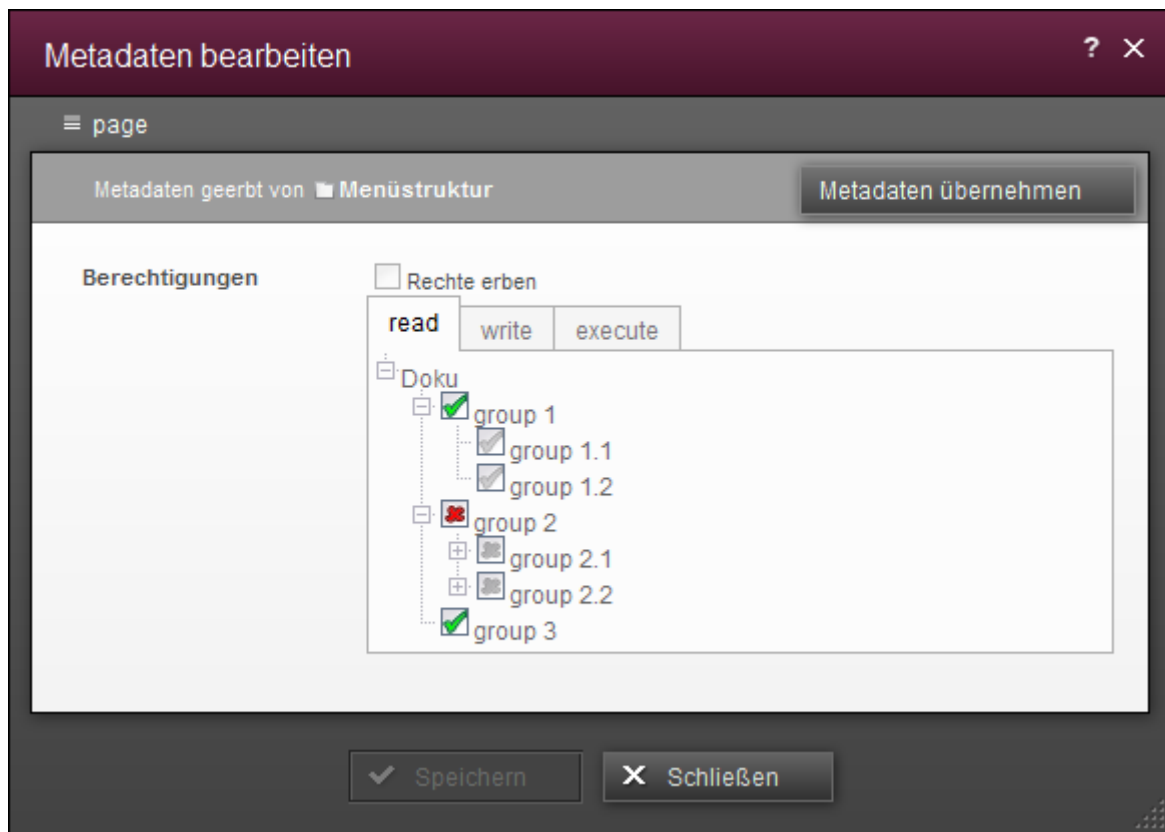 Metadaten bearbeiten ?
page
Metadaten geerbt von Menüstruktur Metadaten übernehmen
Berechtigungen Rechte erben
read write execute
Doku
group 1
group 1.1
group 1.2
group 2
group 2.1
group 2.2
group 3
Speichern Schließen